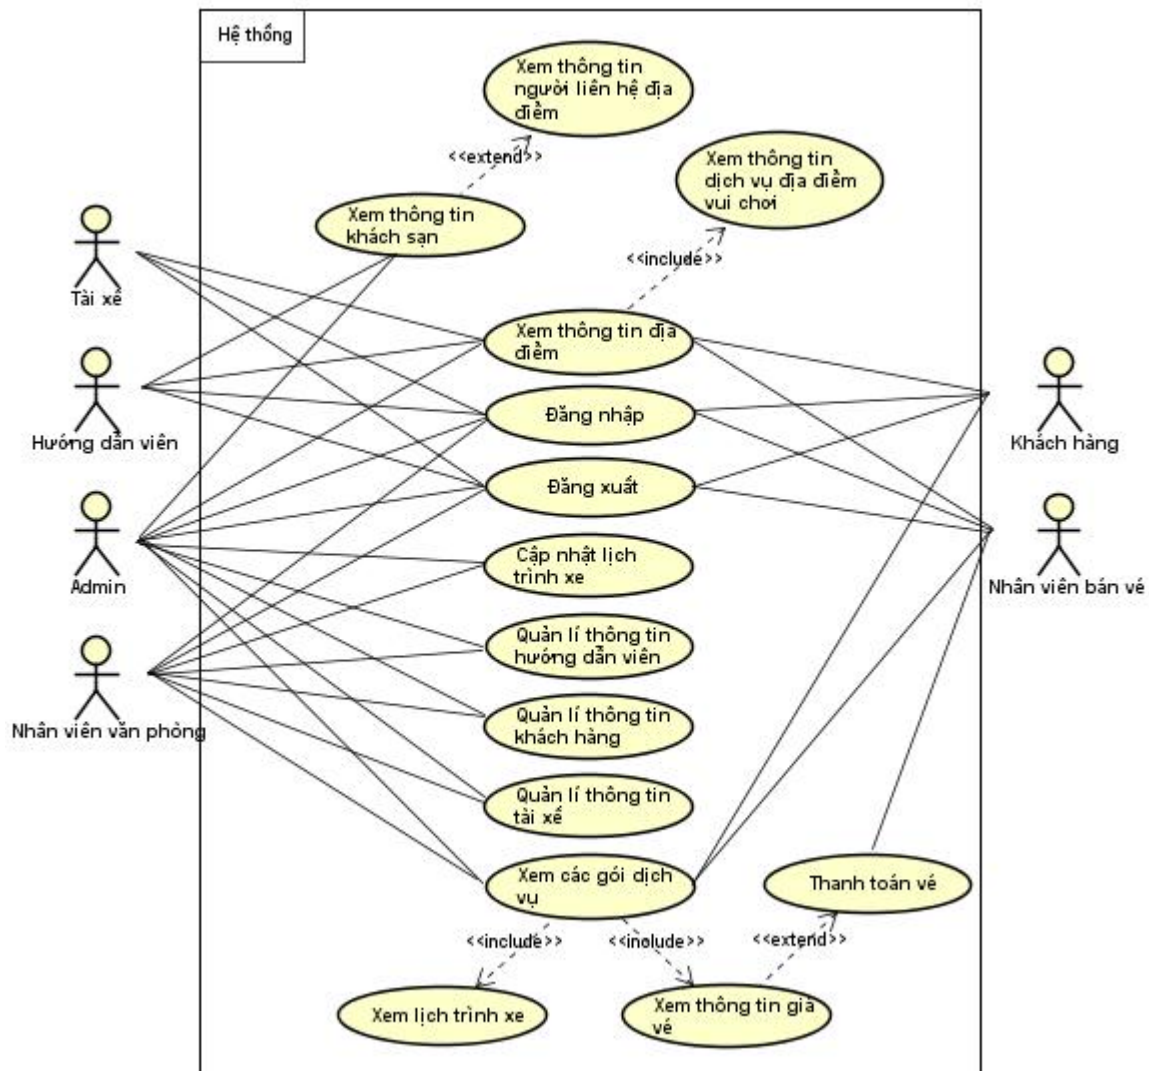 Hệ thống
Xem thông tin
người liên hệ địa
điểm
<<extend>>
Xem thông tin
dịch vụ địa điểm
vui chơi
Xem thông tin
khách sạn
<<include>>
Tài xế
Xem thông tin địa
điểm
Hướng dẫn viên
Đăng nhập
Khách hàng
Đăng xuất
Admin
Cập nhật lịch
trình xe
Nhân viên bán vé
Quản lí thông tin
hướng dẫn viên
Nhân viên văn phòng
Quản lí thông tin
khách hàng
Quản lí thông tin
tài xế
Xem các gói dịch
vụ
Thanh toán vé
<<include>>
<<include>>
<<extend>>
Xem lịch trình xe
Xem thông tin giá
vé